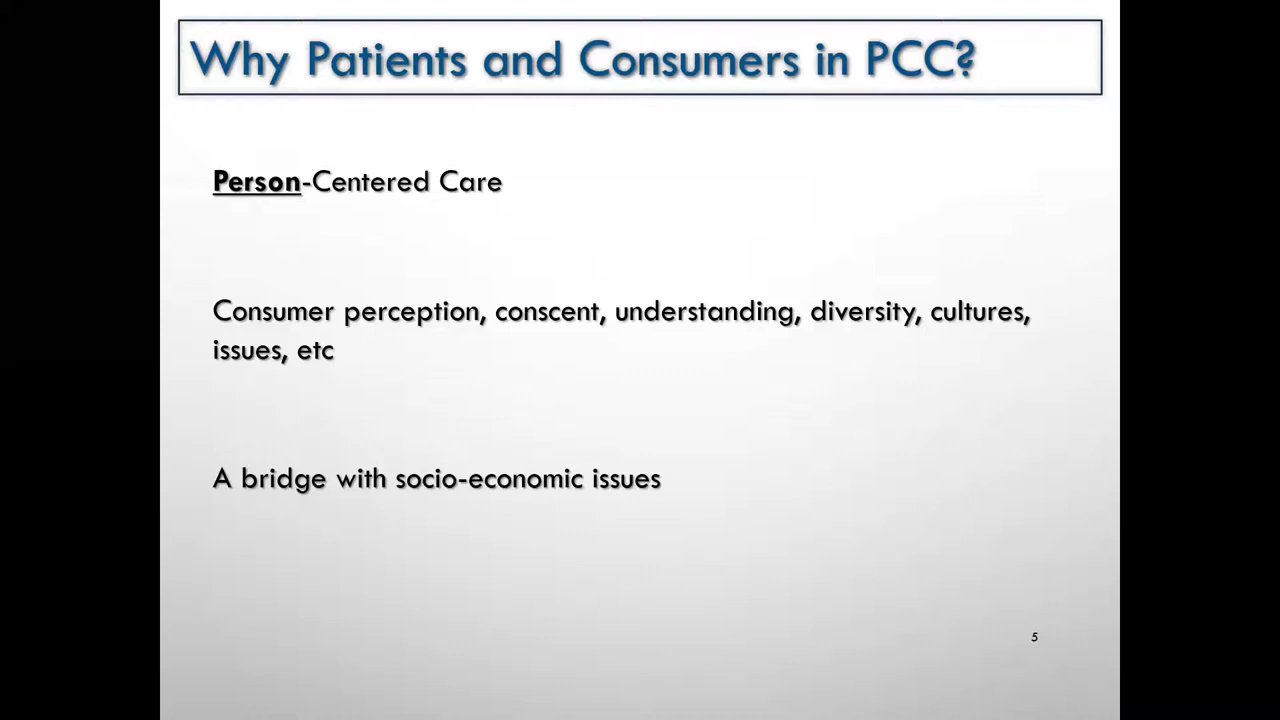 Why Patients and Consumers in PCC?
Person-Centered Care
Consumer perception, conscent, understanding, diversity, cultures,
issues, etc
A bridge with socio-economic issues
5